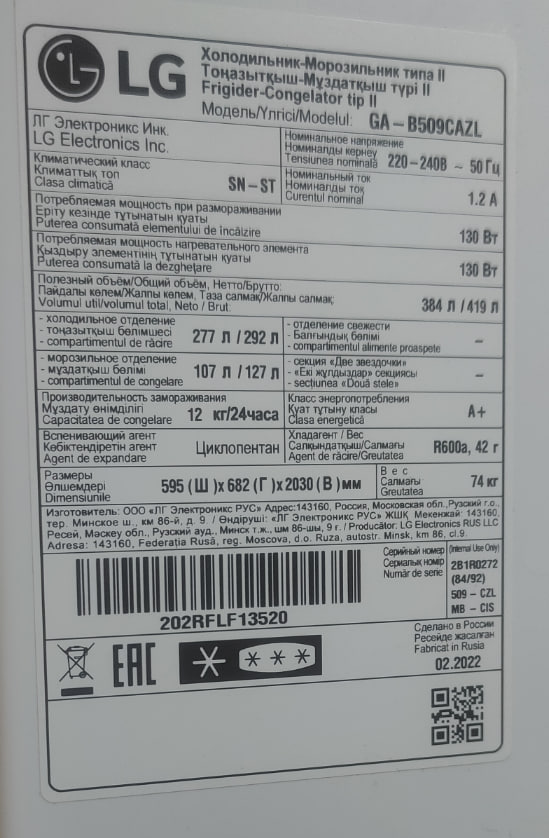 LG
Холодильник-Морозильник типа II
Тоңазытқыш-Мұздатқыш түрі II
Frigider-Congelator tip II
Модель/Үлгісі/Modelul: GA-B509CAZL
ЛГ Электроникс Инк.
LG Electronics Inc.
Номинальное напряжение
Номиналды кернеу
Tensiunea nominală 220-240В ~ 50 Гц
Климатический класс
Климаттық топ
Clasa climatică SN-ST
Номинальный ток
Номиналды ток
Curentul nominal 1.2 A
Потребляемая мощность при размораживании
Еріту кезінде тұтынатын қуаты
Puterea consumată elementului de încălzire 130 Вт
Потребляемая мощность нагревательного элемента
Қыздыру элементінің тұтынатын қуаты
Puterea consumată la dezghețare 130 Вт
Полезный объём/Общий объём, Нетто/Брутто:
Пайдалы көлем/Жалпы көлем, Таза салмақ/Жалпы салмақ
Volumul util/volumul total, Neto / Brut 384 л / 419 л
- холодильное отделение
- тоңазытқыш бөлімшесі
- compartimentul de răcire 277 л / 292 л
- отделение свежести
- Балғындық бөлімі
- compartimentul alimente proaspete –
- морозильное отделение
- мұздатқыш бөлімі
- compartimentul de congelare 107 л / 127 л
- секция «Две звездочки»
- «Екі жұлдыздар» секциясы
- secțiunea «Două stele» –
Производительность замораживания
Мұздату өнімділігі
Capacitatea de congelare 12 кг/24часа
Класс энергопотребления
Қуат тұтыну класы
Clasa energetică A+
Вспенивающий агент
Көбіктендіретін агент
Agent de expandare Циклопентан
Хладагент / Вес
Салқындатқыш/Салмағы
Agent de răcire/Greutatea R600a, 42 г
Размеры
Өлшемдері
Dimensiunile 595 (Ш)x 682 (Г)x 2030 (В) мм
Вес
Салмағы
Greutatea 74 кг
Изготовитель: ООО «ЛГ Электроникс РУС» Адрес:143160, Россия, Московская обл.,Рузский г.о.,
тер. Минское ш., км 86-й, д. 9. / Өндіруші: «ЛГ Электроникс РУС» ЖШҚ Мекенжай: 143160,
Ресей, Маскеу обл., Рузский ауд., Минск т.ж., шм 86-шы, 9 г. / Producător: LG Electronics RUS LLC
Adresa: 143160, Federația Rusă, reg. Moscova, d.o. Ruza, autostr. Minsk, km 86, cl.9.
202RFLF13520
Серийный номер
Сериалық номір
Număr de serie
(Internal Use Only)
2B1R0272
(84/92)
509 - CZL
MB - CIS
EAC
Сделано в России
Ресейде жасалған
Fabricat in Rusia
02.2022